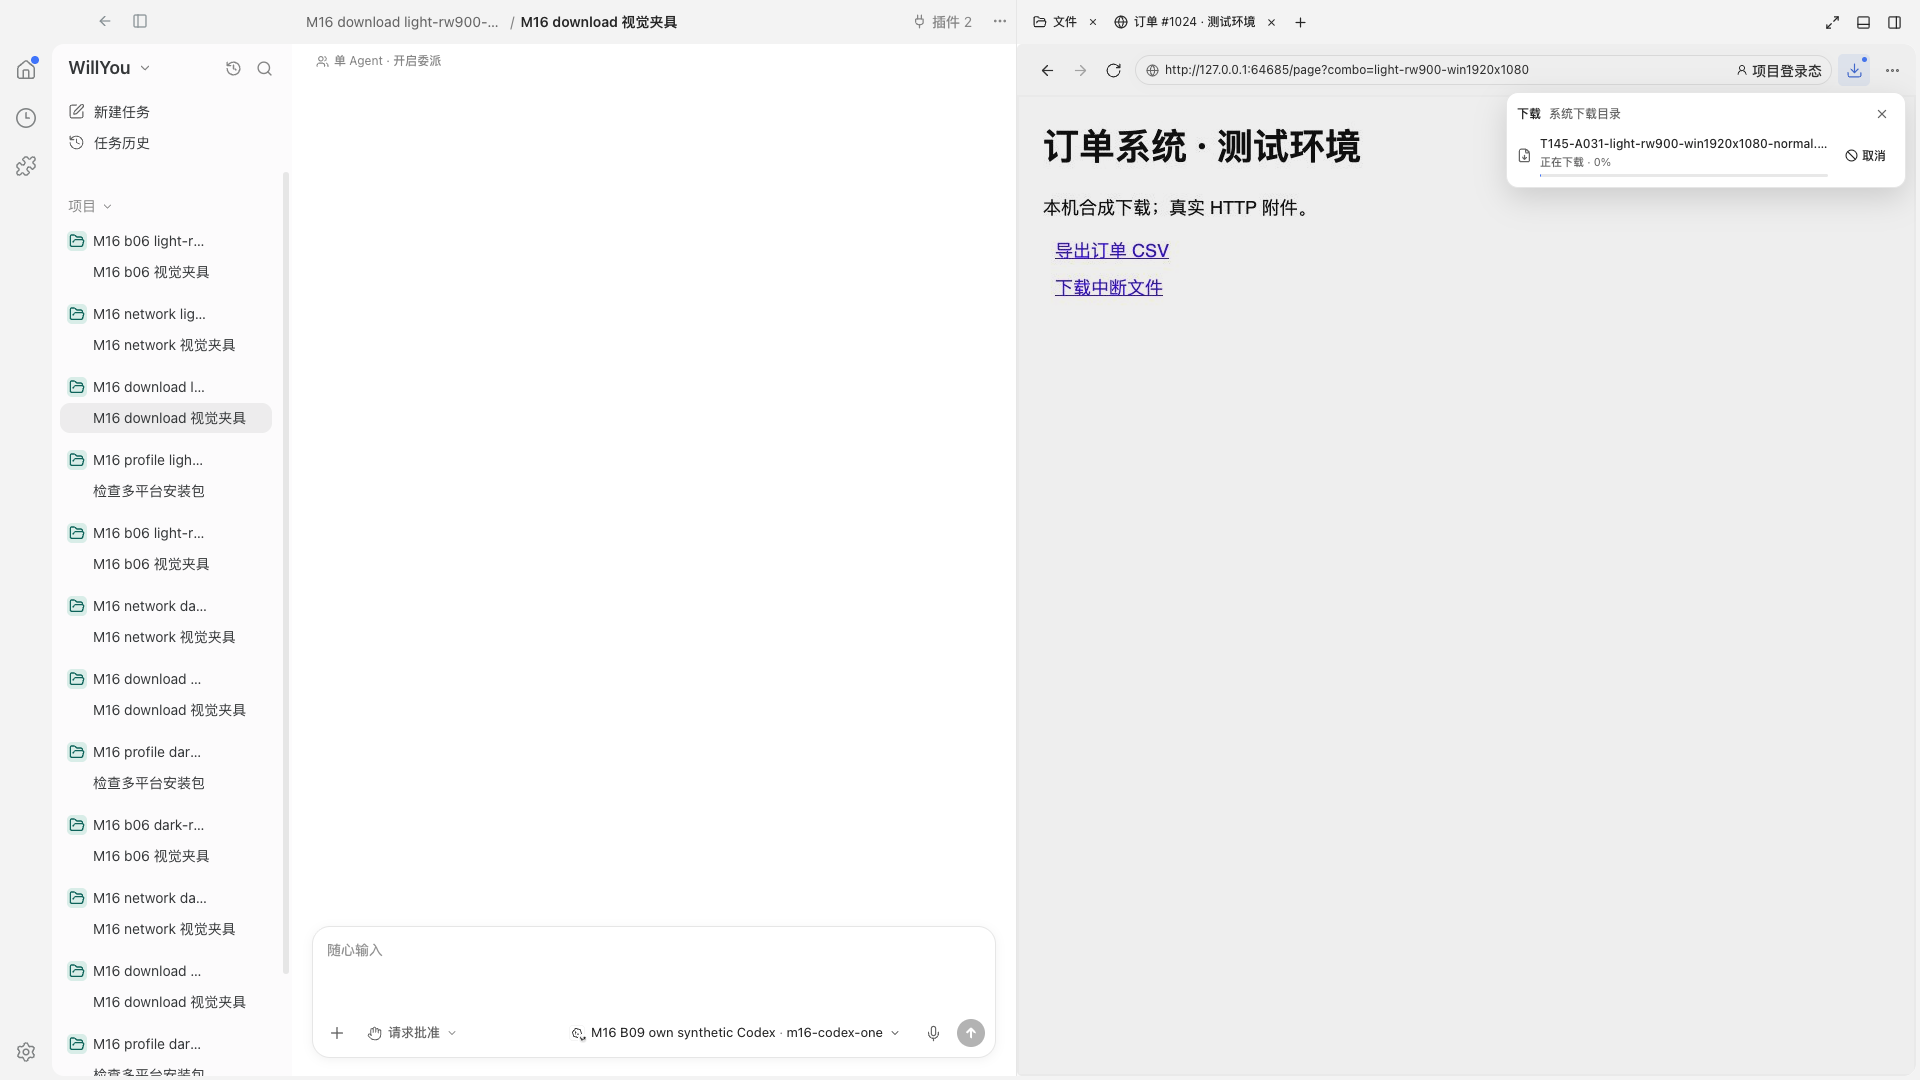 M16 download light-rw900-... / M16 download 视觉夹具
插件 2
单 Agent · 开启委派
WillYou
新建任务
任务历史
项目
M16 b06 light-r...
M16 b06 视觉夹具
M16 network lig...
M16 network 视觉夹具
M16 download l...
M16 download 视觉夹具
M16 profile ligh...
检查多平台安装包
M16 b06 light-r...
M16 b06 视觉夹具
M16 network da...
M16 network 视觉夹具
M16 download ...
M16 download 视觉夹具
M16 profile dar...
检查多平台安装包
M16 b06 dark-r...
M16 b06 视觉夹具
M16 network da...
M16 network 视觉夹具
M16 download ...
M16 download 视觉夹具
M16 profile dar...
检查多平台安装包
随心输入
请求批准
M16 B09 own synthetic Codex · m16-codex-one
文件
订单 #1024 · 测试环境
http://127.0.0.1:64685/page?combo=light-rw900-win1920x1080
项目登录态
下载 系统下载目录
T145-A031-light-rw900-win1920x1080-normal....
正在下载 · 0%
取消
订单系统 · 测试环境
本机合成下载；真实 HTTP 附件。
导出订单 CSV
下载中断文件